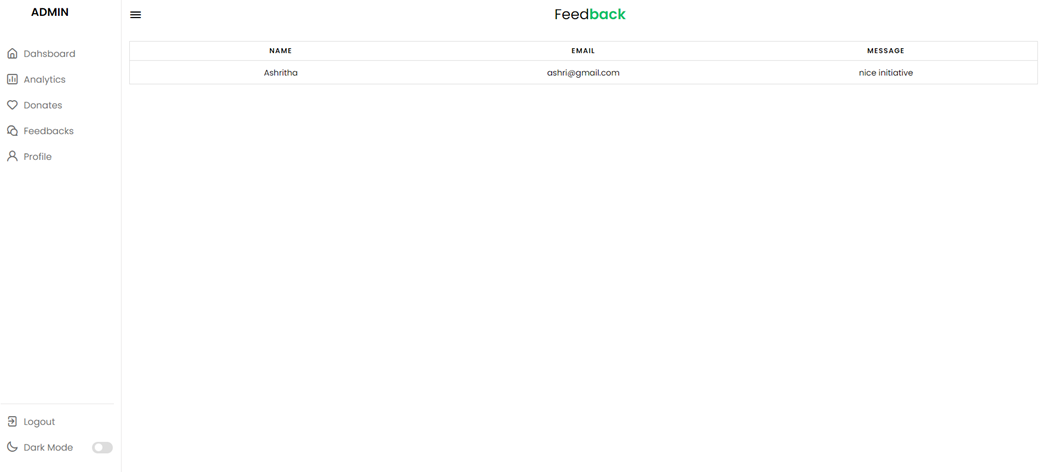 ADMIN
Dahsboard
Analytics
Donates
Feedbacks
Profile
Logout
Dark Mode
Feedback
NAME EMAIL MESSAGE
Ashritha ashri@gmail.com nice initiative